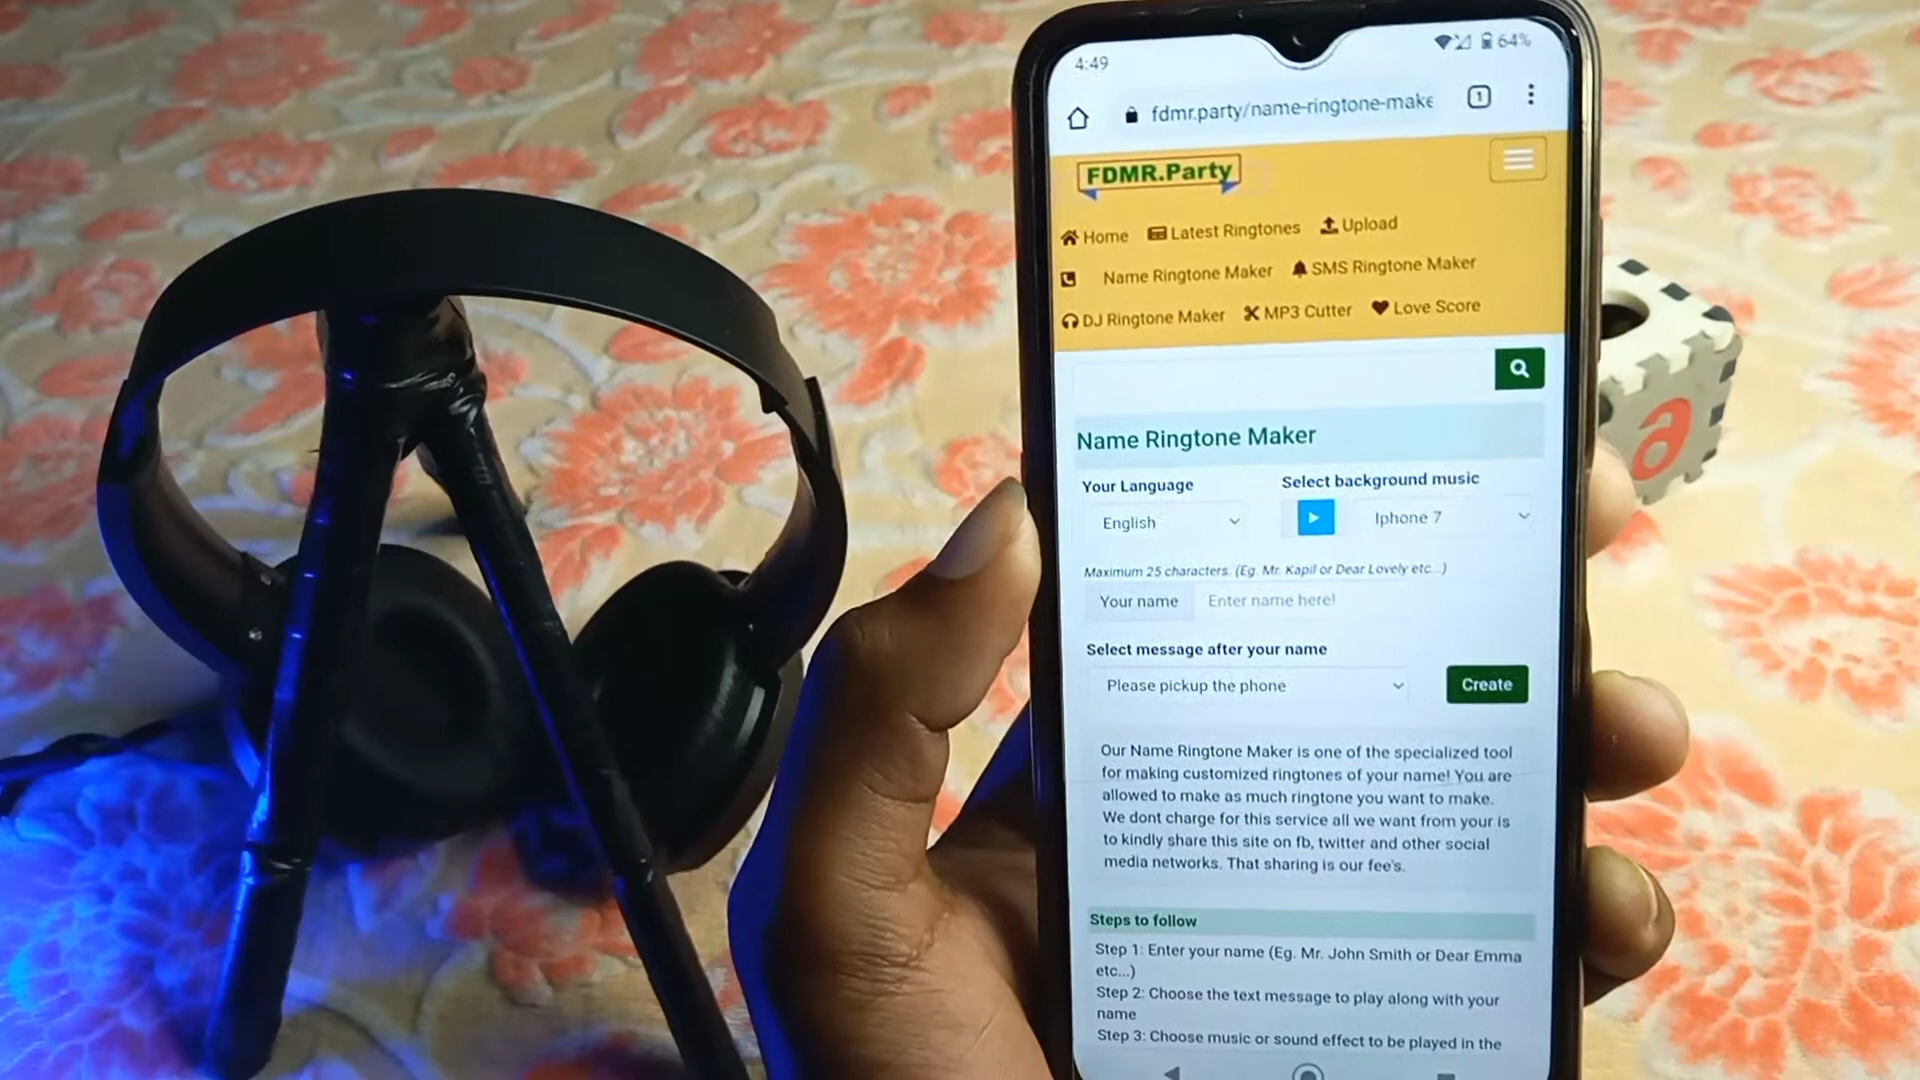 4:49
64%
fdmr.party/name-ringtone-make
1
FDMR.Party
Home Latest Ringtones Upload
Name Ringtone Maker SMS Ringtone Maker
DJ Ringtone Maker MP3 Cutter Love Score
Name Ringtone Maker
Your Language Select background music
English Iphone 7
Maximum 25 characters. (Eg. Mr. Kapil or Dear Lovely etc...)
Your name Enter name here!
Select message after your name
Please pickup the phone Create
Our Name Ringtone Maker is one of the specialized tool
for making customized ringtones of your name! You are
allowed to make as much ringtone you want to make.
We dont charge for this service all we want from your is
to kindly share this site on fb, twitter and other social
media networks. That sharing is our fee's.
Steps to follow
Step 1: Enter your name (Eg. Mr. John Smith or Dear Emma
etc...)
Step 2: Choose the text message to play along with your
name
Step 3: Choose music or sound effect to be played in the